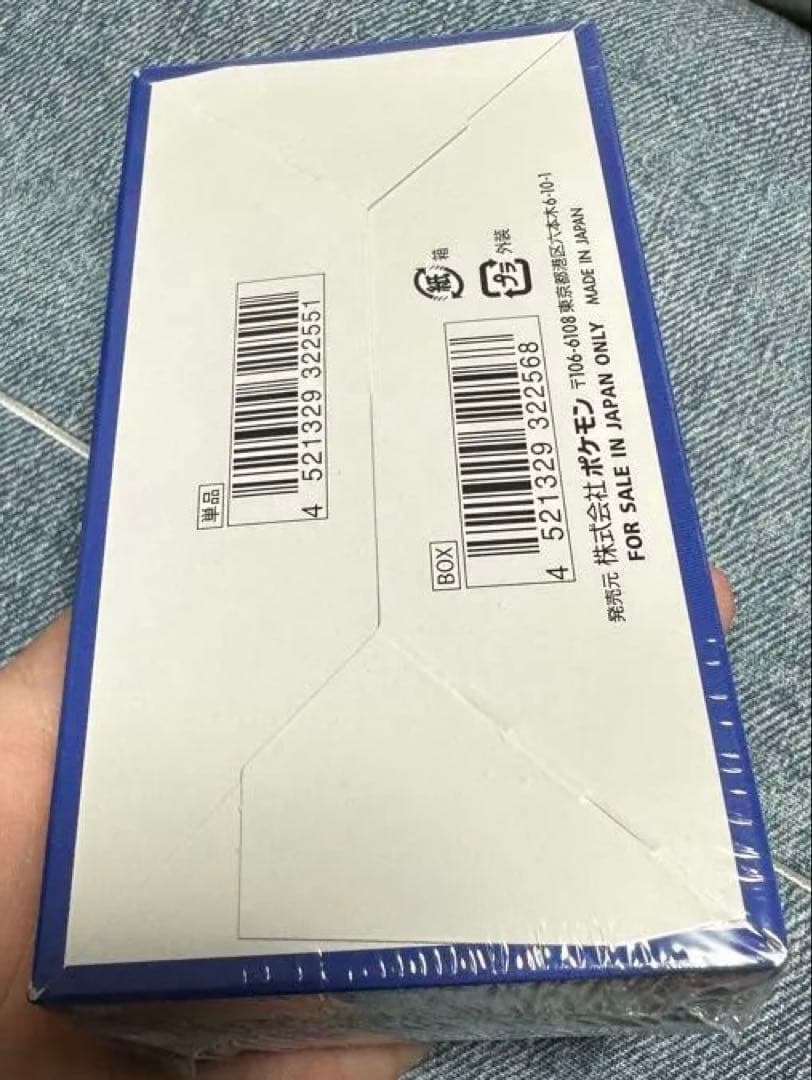 単品
4 521329 322551
紙 箱
プラ 外装
BOX
4 521329 322568
発売元 株式会社ポケモン 〒106-6108 東京都港区六本木6-10-1
FOR SALE IN JAPAN ONLY MADE IN JAPAN